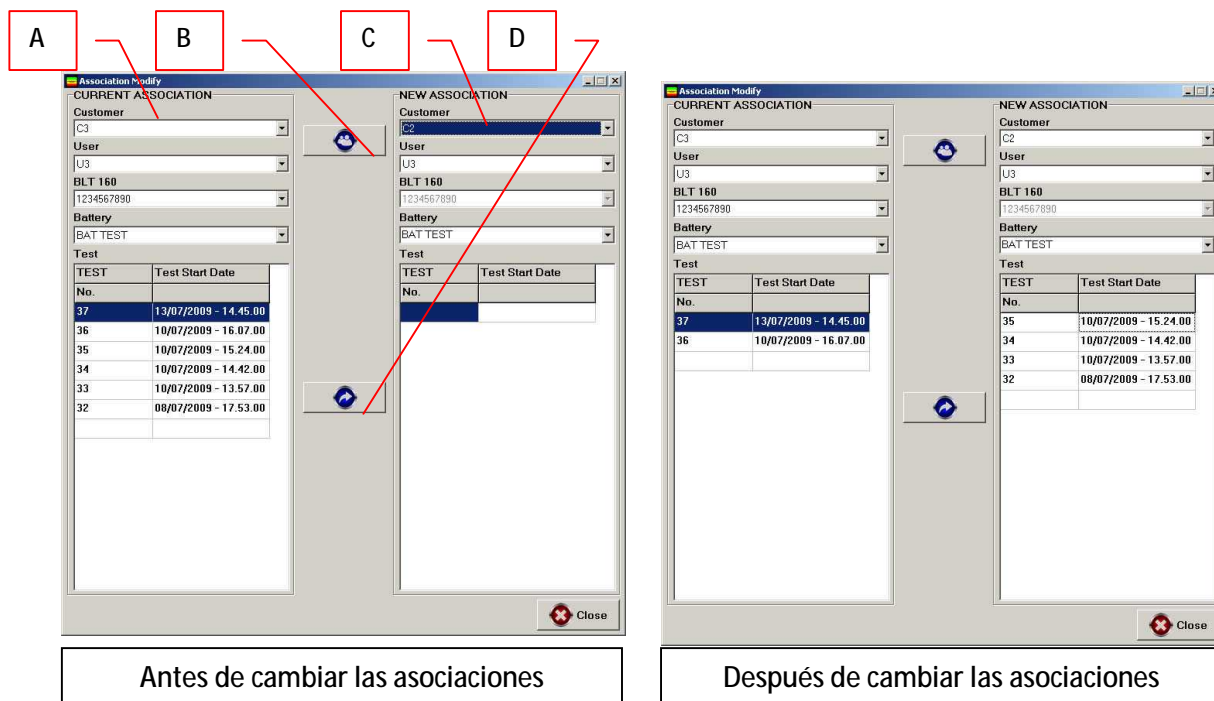 A B C D
Association Modify
CURRENT ASSOCIATION
Customer
C3
User
U3
BLT 160
1234567890
Battery
BAT TEST
Test
TEST Test Start Date
No.
37 13/07/2009 - 14.45.00
36 10/07/2009 - 16.07.00
35 10/07/2009 - 15.24.00
34 10/07/2009 - 14.42.00
33 10/07/2009 - 13.57.00
32 08/07/2009 - 17.53.00
NEW ASSOCIATION
Customer
C2
User
U3
BLT 160
1234567890
Battery
BAT TEST
Test
TEST Test Start Date
No.
Close
Antes de cambiar las asociaciones
Association Modify
CURRENT ASSOCIATION
Customer
C3
User
U3
BLT 160
1234567890
Battery
BAT TEST
Test
TEST Test Start Date
No.
37 13/07/2009 - 14.45.00
36 10/07/2009 - 16.07.00
NEW ASSOCIATION
Customer
C2
User
U3
BLT 160
1234567890
Battery
BAT TEST
Test
TEST Test Start Date
No.
35 10/07/2009 - 15.24.00
34 10/07/2009 - 14.42.00
33 10/07/2009 - 13.57.00
32 08/07/2009 - 17.53.00
Close
Después de cambiar las asociaciones